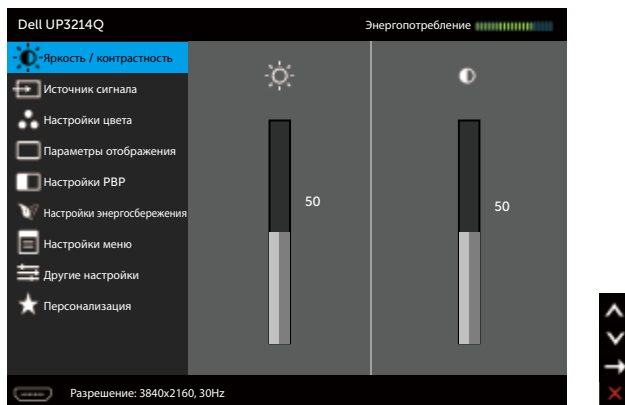 Dell UP3214Q
Энергопотребление
Яркость / контрастность
Источник сигнала
Настройки цвета
Параметры отображения
Настройки PBP
Настройки энергосбережения
Настройки меню
Другие настройки
Персонализация
50
50
Разрешение: 3840x2160, 30Hz